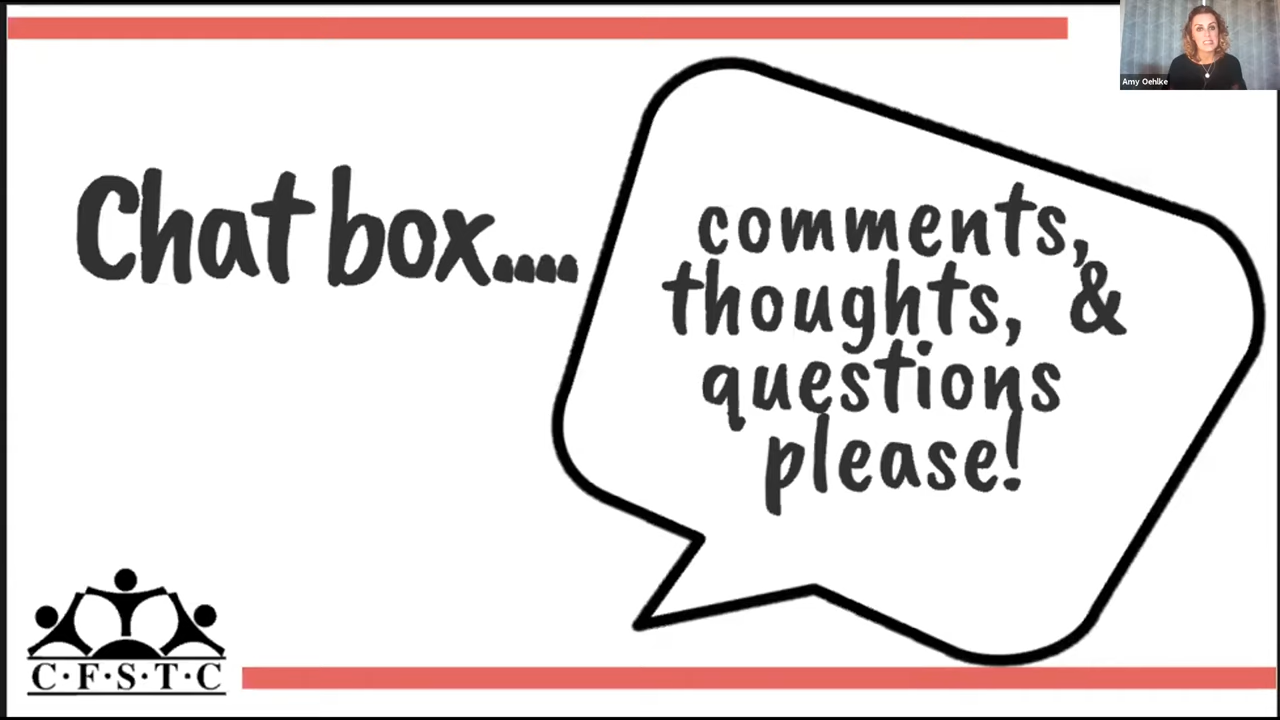 Chat box....
comments,
thoughts, &
questions
please!
Amy Oehlke
C·F·S·T·C